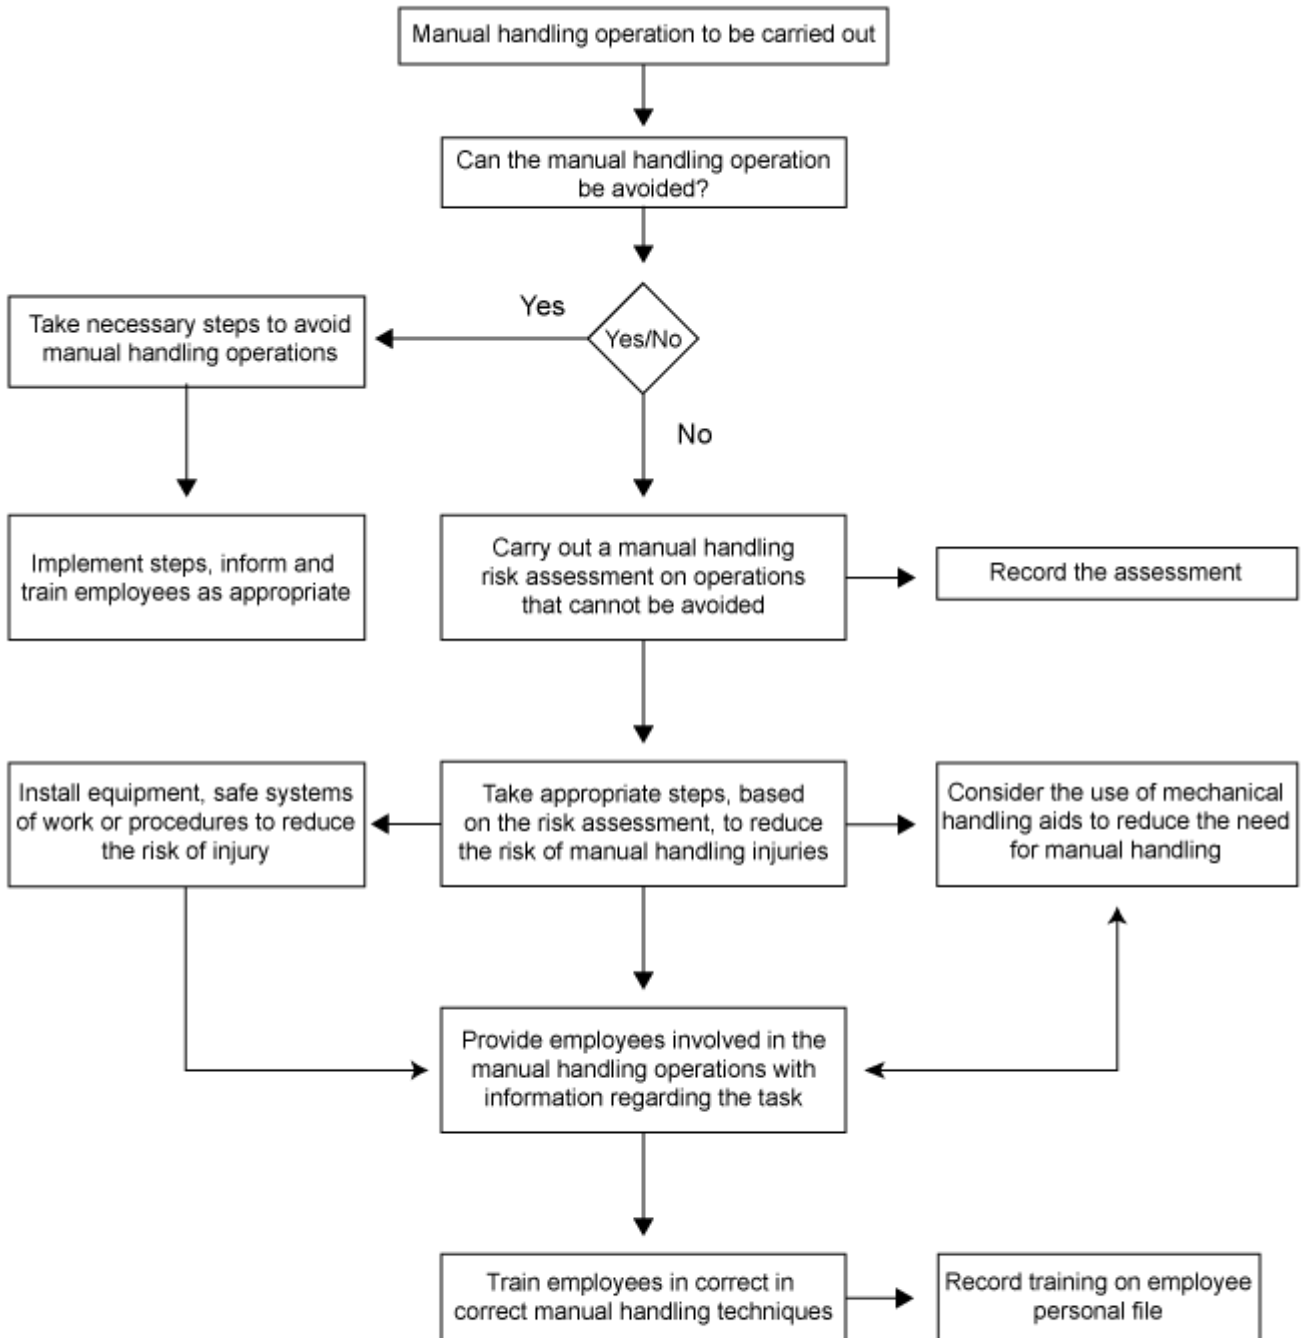 Manual handling operation to be carried out
Can the manual handling operation
be avoided?
Yes
Yes/No
Take necessary steps to avoid
manual handling operations
No
Implement steps, inform and
train employees as appropriate
Carry out a manual handling
risk assessment on operations
that cannot be avoided
Record the assessment
Install equipment, safe systems
of work or procedures to reduce
the risk of injury
Take appropriate steps, based
on the risk assessment, to reduce
the risk of manual handling injuries
Consider the use of mechanical
handling aids to reduce the need
for manual handling
Provide employees involved in the
manual handling operations with
information regarding the task
Train employees in correct in
correct manual handling techniques
Record training on employee
personal file